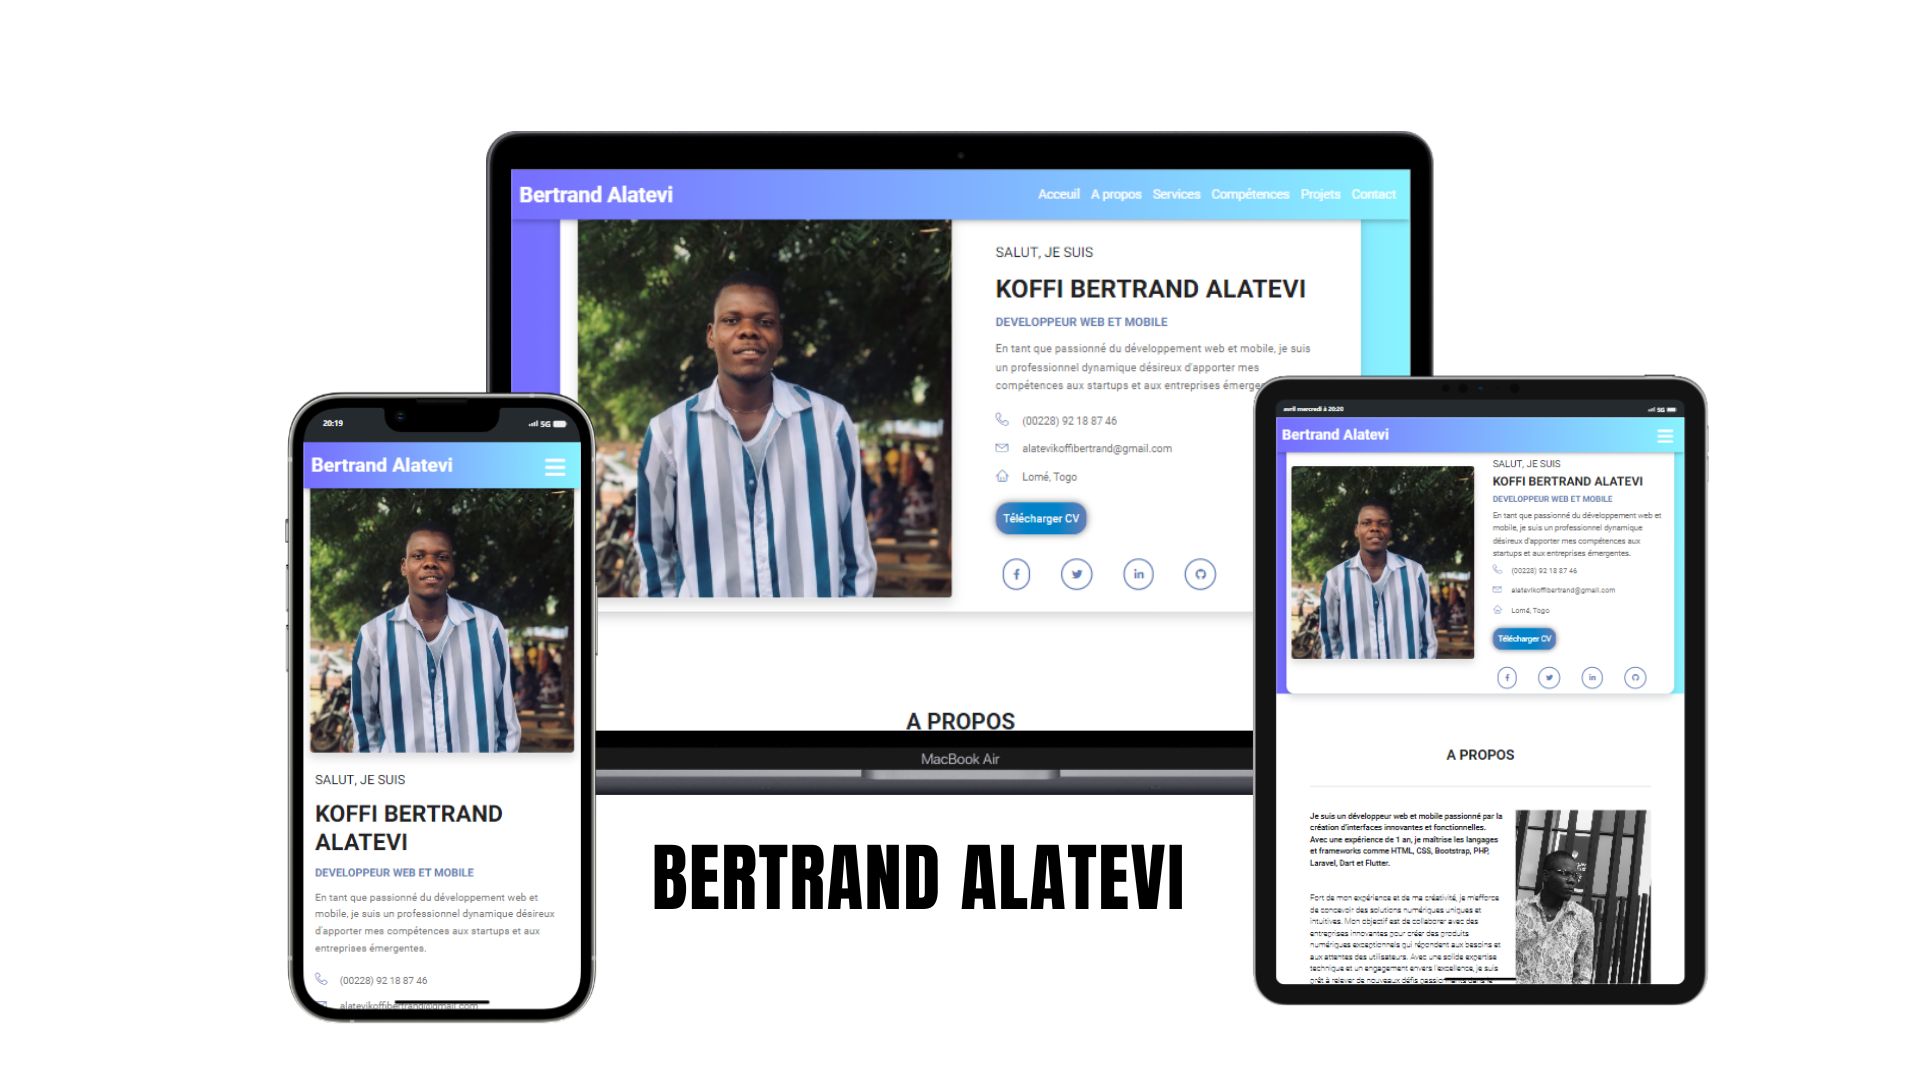 Bertrand Alatevi
Acceuil A propos Services Compétences Projets Contact
SALUT, JE SUIS
KOFFI BERTRAND ALATEVI
DEVELOPPEUR WEB ET MOBILE
En tant que passionné du développement web et mobile, je suis
un professionnel dynamique désireux d'apporter mes
compétences aux startups et aux entreprises
(00228) 92 18 87 46
alatevikoffibertrand@gmail.com
Lomé, Togo
Télécharger CV
A PROPOS
MacBook Air
20:19
5G
Bertrand Alatevi
SALUT, JE SUIS
KOFFI BERTRAND
ALATEVI
DEVELOPPEUR WEB ET MOBILE
En tant que passionné du développement web et
mobile, je suis un professionnel dynamique désireux
d'apporter mes compétences aux startups et aux
entreprises émergentes.
(00228) 92 18 87 46
alatevikoffibertrand@gmail.com
BERTRAND ALATEVI
avril mercredi à 20:20
5G
Bertrand Alatevi
SALUT, JE SUIS
KOFFI BERTRAND ALATEVI
DEVELOPPEUR WEB ET MOBILE
En tant que passionné du développement web et
mobile, je suis un professionnel dynamique
désireux d'apporter mes compétences aux
startups et aux entreprises émergentes.
(00228) 92 18 87 46
alatevikoffibertrand@gmail.com
Lomé, Togo
Télécharger CV
A PROPOS
Je suis un développeur web et mobile passionné par la
création d'interfaces innovantes et fonctionnelles.
Avec une expérience de 1 an, je maîtrise les langages
et frameworks comme HTML, CSS, Bootstrap, PHP,
Laravel, Dart et Flutter.
Fort de mon expérience et de ma créativité, je m'efforce
de concevoir des solutions numériques uniques et
intuitives. Mon objectif est de collaborer avec des
entreprises innovantes pour créer des produits
numériques exceptionnels qui répondent aux besoins et
aux attentes des utilisateurs. Avec une solide expertise
technique et un engagement envers l'excellence, je suis
prêt à relever de nouveaux défis